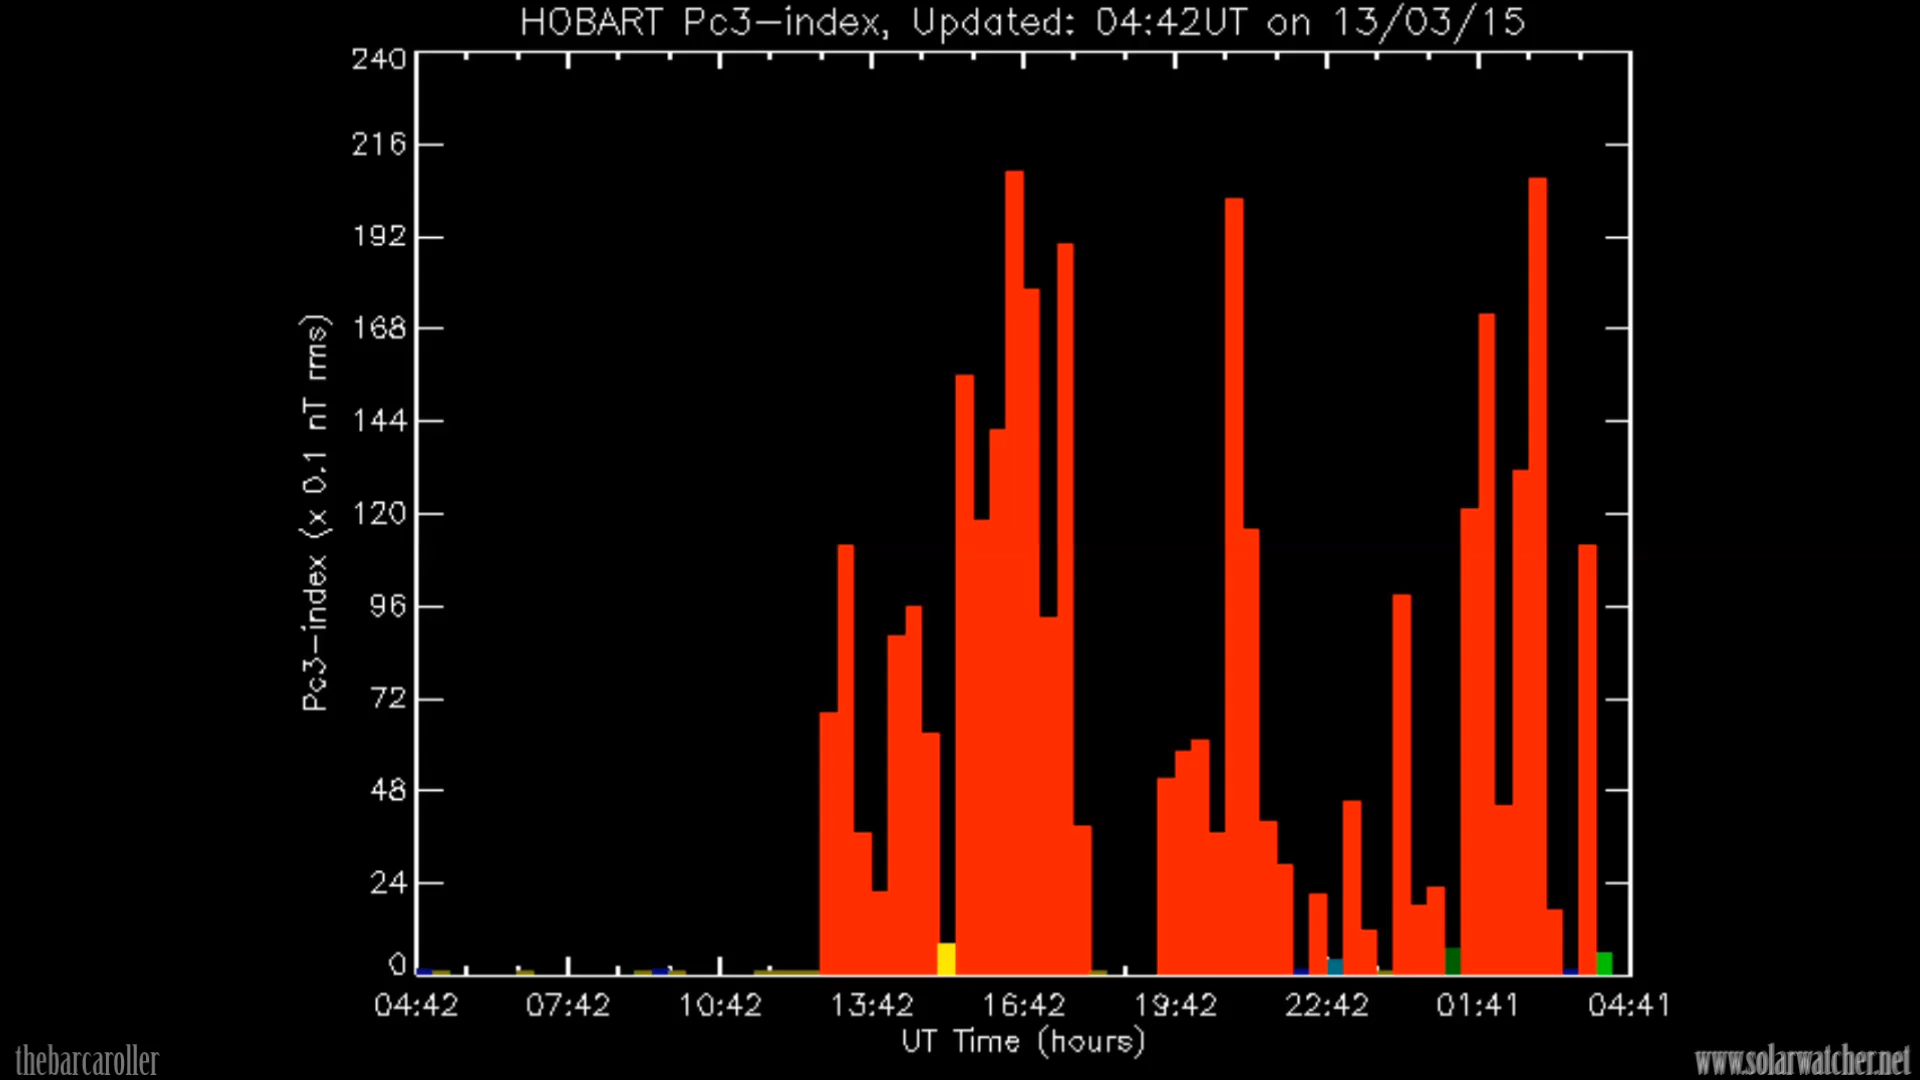 HOBART Pc3-index, Updated: 04:42UT on 13/03/15
240
216
192
168
144
120
96
72
48
24
0
Pc3-index (x 0.1 nT rms)
04:42 07:42 10:42 13:42 16:42 19:42 22:42 01:41 04:41
UT Time (hours)
thebarcaroller
www.solarwatcher.net